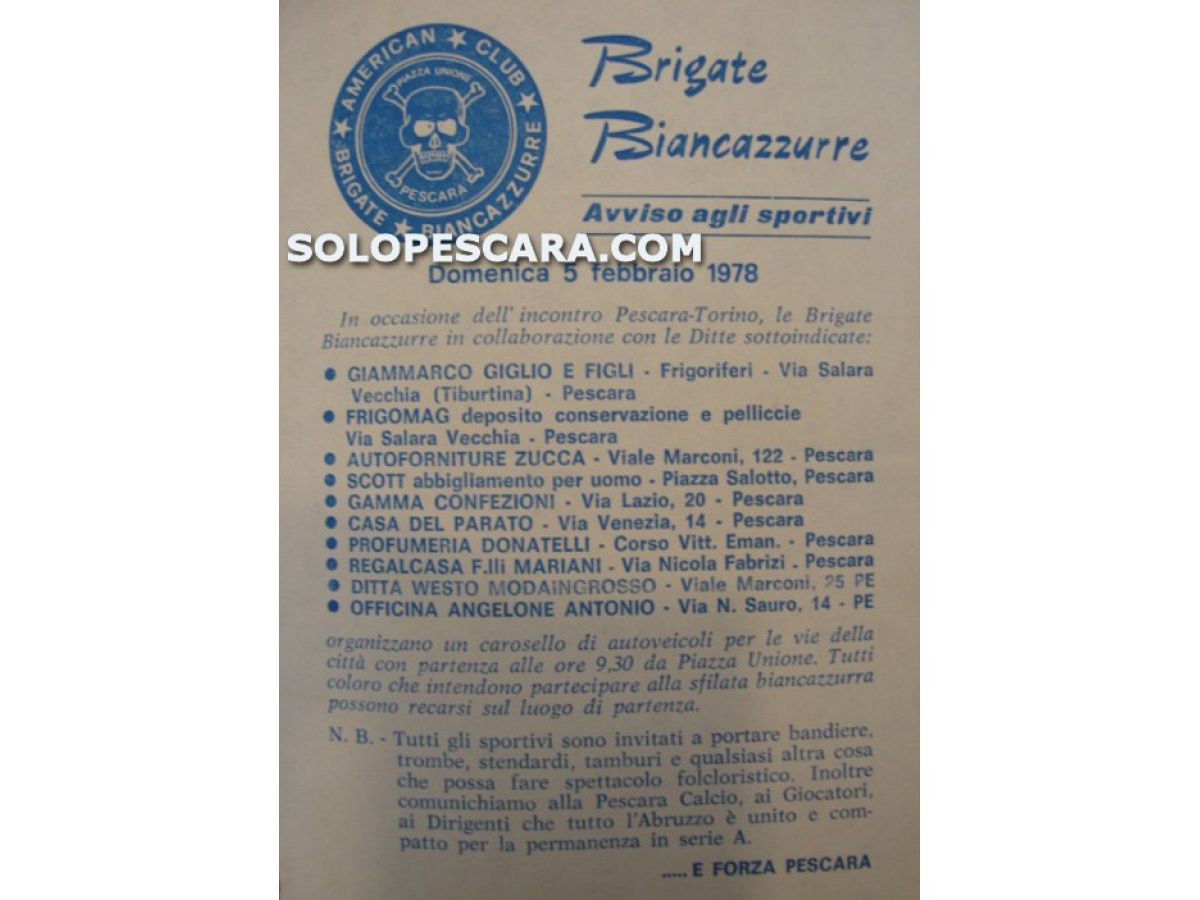 AMERICAN ★ CLUB ★
BRIGATE ★ BIANCAZZURRE
PIAZZA UNIONE
PESCARA
Brigate
Biancazzurre
Avviso agli sportivi
SOLOPESCARA.COM
Domenica 5 febbraio 1978
In occasione dell'incontro Pescara-Torino, le Brigate
Biancazzurre in collaborazione con le Ditte sottoindicate:
● GIAMMARCO GIGLIO E FIGLI - Frigoriferi - Via Salara
Vecchia (Tiburtina) - Pescara
● FRIGOMAG deposito conservazione e pelliccie
Via Salara Vecchia - Pescara
● AUTOFORNITURE ZUCCA - Viale Marconi, 122 - Pescara
● SCOTT abbigliamento per uomo - Piazza Salotto, Pescara
● GAMMA CONFEZIONI - Via Lazio, 20 - Pescara
● CASA DEL PARATO - Via Venezia, 14 - Pescara
● PROFUMERIA DONATELLI - Corso Vitt. Eman. - Pescara
● REGALCASA F.lli MARIANI - Via Nicola Fabrizi . Pescara
● DITTA WESTO MODAINGROSSO - Viale Marconi, 25 PE
● OFFICINA ANGELONE ANTONIO - Via N. Sauro, 14 - PE
organizzano un carosello di autoveicoli per le vie della
città con partenza alle ore 9,30 da Piazza Unione. Tutti
coloro che intendono partecipare alla sfilata biancazzurra
possono recarsi sul luogo di partenza.
N. B. - Tutti gli sportivi sono invitati a portare bandiere,
trombe, stendardi, tamburi e qualsiasi altra cosa
che possa fare spettacolo folcloristico. Inoltre
comunichiamo alla Pescara Calcio, ai Giocatori,
ai Dirigenti che tutto l'Abruzzo è unito e com-
patto per la permanenza in serie A.
..... E FORZA PESCARA